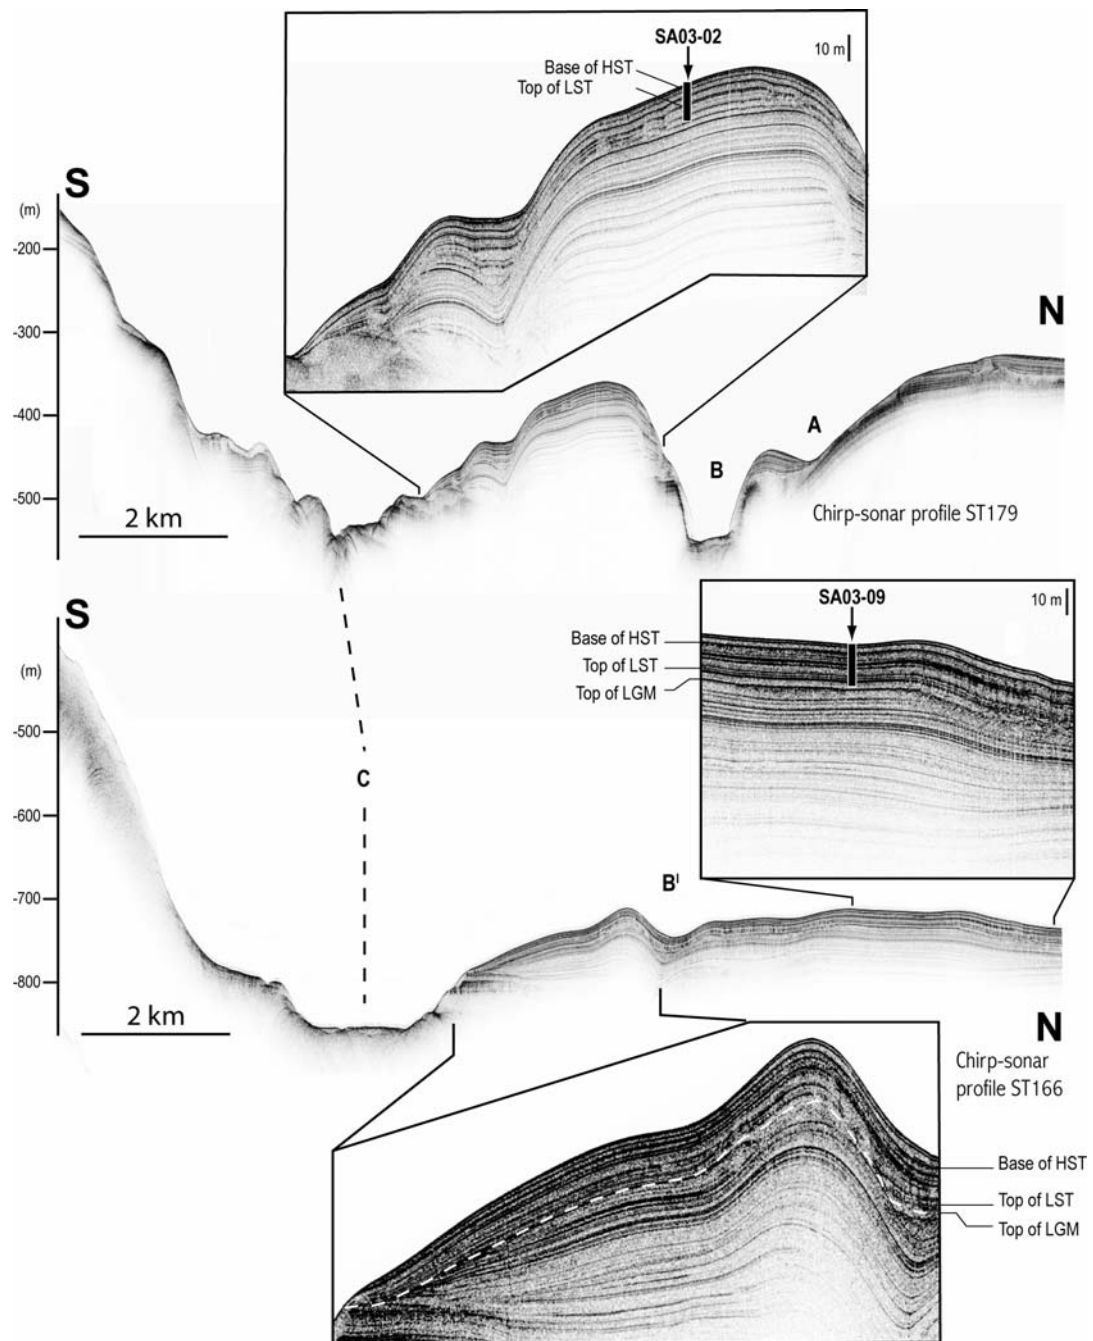 SA03-02
10 m
Base of HST
Top of LST
S
(m)
-200
-300
-400
-500
N
A
B
2 km
Chirp-sonar profile ST179
S
SA03-09
10 m
Base of HST
Top of LST
Top of LGM
(m)
-500
-600
-700
-800
C
B'
2 km
N
Chirp-sonar
profile ST166
Base of HST
Top of LST
Top of LGM